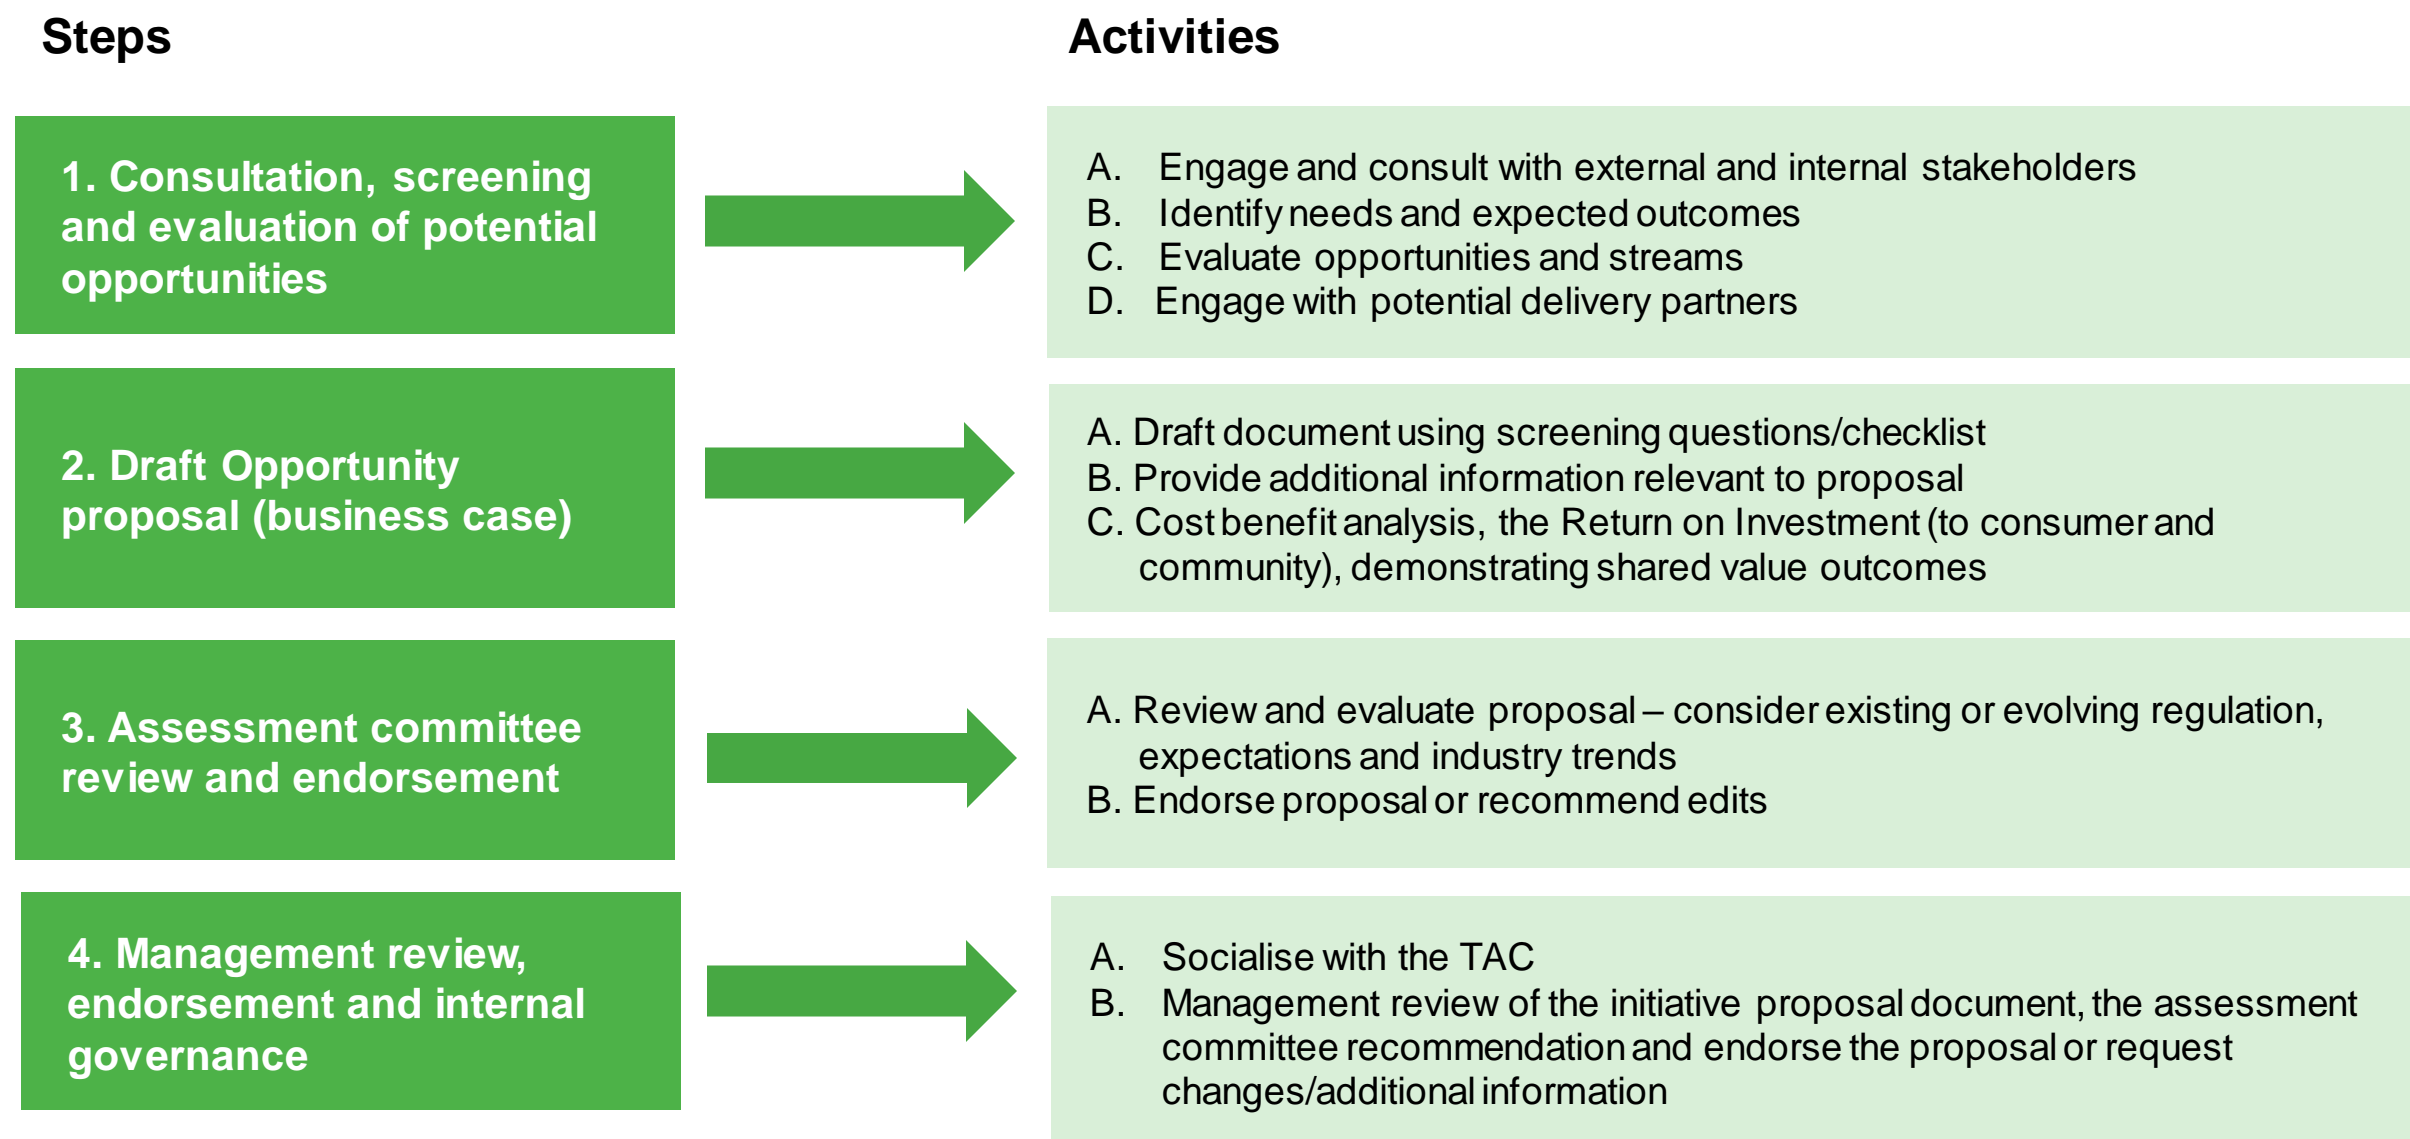 Steps
Activities
1. Consultation, screening
and evaluation of potential
opportunities
A. Engage and consult with external and internal stakeholders
B. Identify needs and expected outcomes
C. Evaluate opportunities and streams
D. Engage with potential delivery partners
2. Draft Opportunity
proposal (business case)
A. Draft document using screening questions/checklist
B. Provide additional information relevant to proposal
C. Cost benefit analysis, the Return on Investment (to consumer and
community), demonstrating shared value outcomes
3. Assessment committee
review and endorsement
A. Review and evaluate proposal – consider existing or evolving regulation,
expectations and industry trends
B. Endorse proposal or recommend edits
4. Management review,
endorsement and internal
governance
A. Socialise with the TAC
B. Management review of the initiative proposal document, the assessment
committee recommendation and endorse the proposal or request
changes/additional information